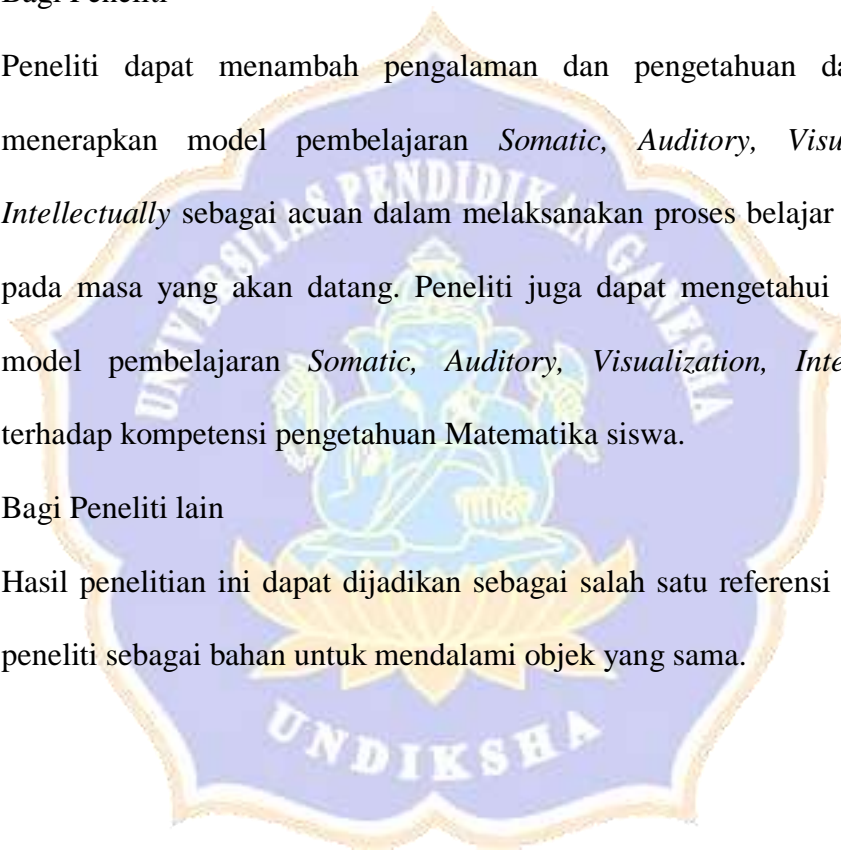 Bagi Peneliti
Peneliti dapat menambah pengalaman dan pengetahuan da
menerapkan model pembelajaran Somatic, Auditory, Visu
Intellectually sebagai acuan dalam melaksanakan proses belajar
pada masa yang akan datang. Peneliti juga dapat mengetahui
model pembelajaran Somatic, Auditory, Visualization, Inte
terhadap kompetensi pengetahuan Matematika siswa.
Bagi Peneliti lain
Hasil penelitian ini dapat dijadikan sebagai salah satu referensi
peneliti sebagai bahan untuk mendalami objek yang sama.
UNIVERSITAS PENDIDIKAN GANESHA
UNDIKSHA